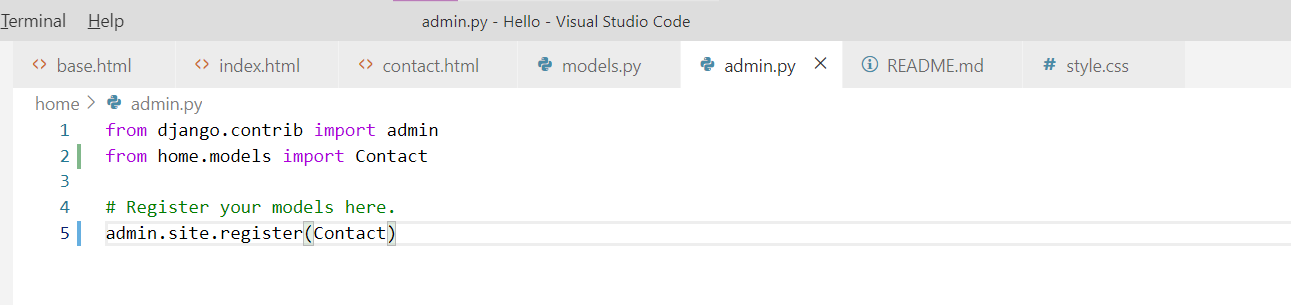 Terminal Help admin.py - Hello - Visual Studio Code
<> base.html <> index.html <> contact.html models.py admin.py × README.md # style.css
home > admin.py
1 from django.contrib import admin
2 from home.models import Contact
3
4 # Register your models here.
5 admin.site.register(Contact)